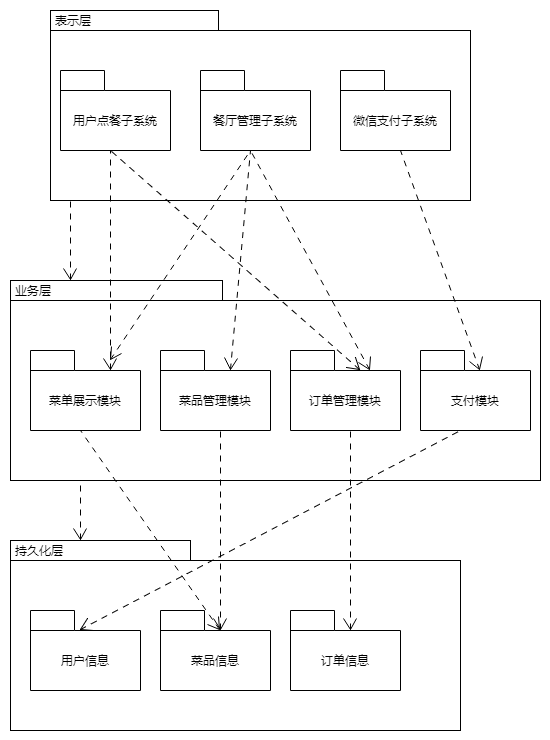 表示层
用户点餐子系统
餐厅管理子系统
微信支付子系统
业务层
菜单展示模块
菜品管理模块
订单管理模块
支付模块
持久化层
用户信息
菜品信息
订单信息